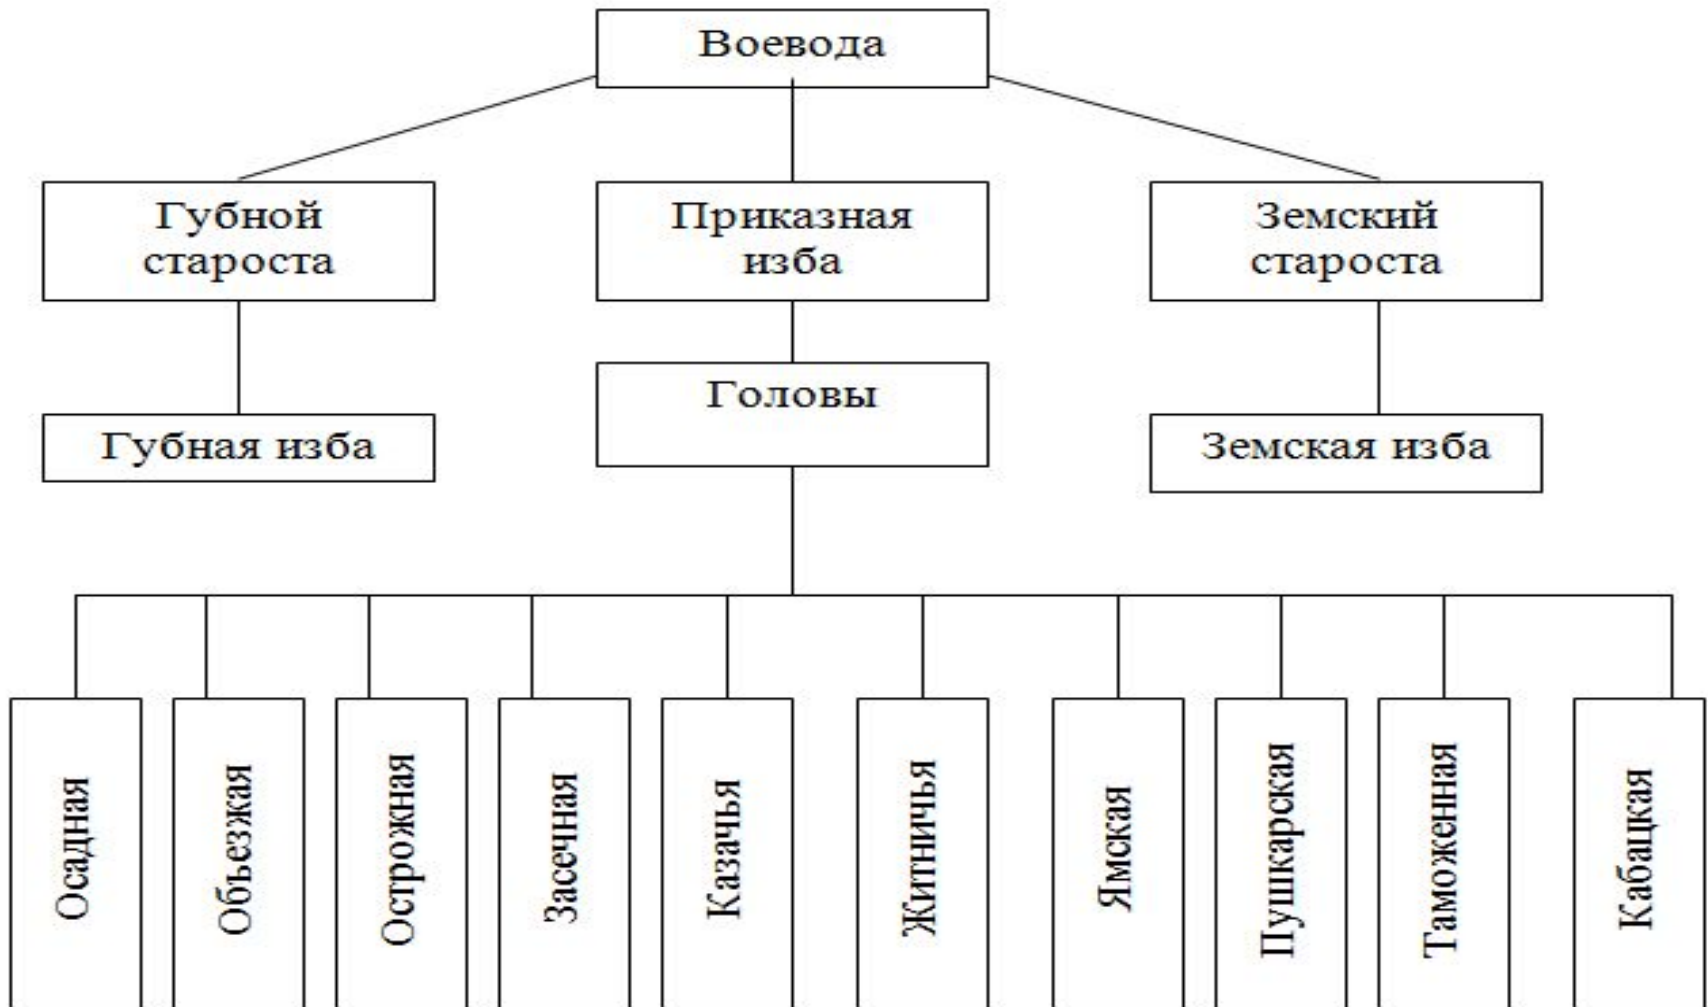 Воевода
Губной
староста
Приказная
изба
Земский
староста
Губная изба
Головы
Земская изба
Осадная
Объезжая
Острожная
Засечная
Казачья
Житничья
Ямская
Пушкарская
Таможенная
Кабацкая